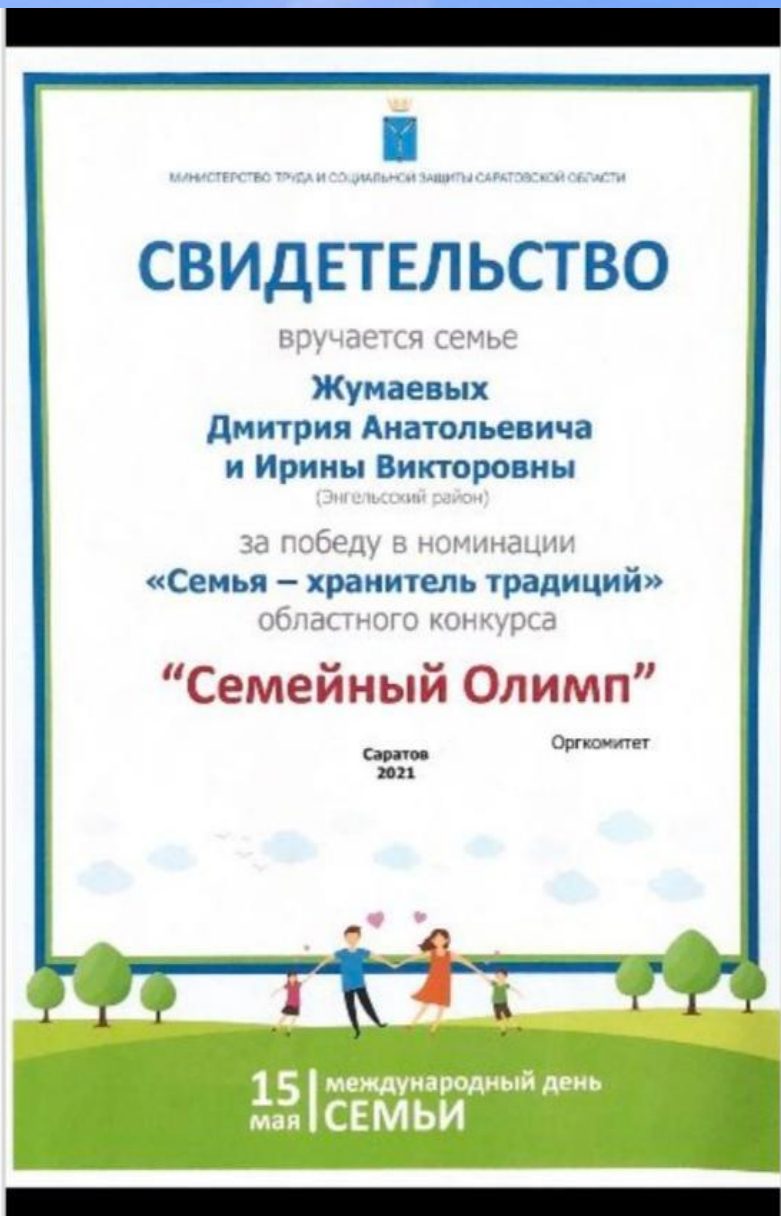 МИНИСТЕРСТВО ТРУДА И СОЦИАЛЬНОЙ ЗАЩИТЫ САРАТОВСКОЙ ОБЛАСТИ
СВИДЕТЕЛЬСТВО
вручается семье
Жумаевых
Дмитрия Анатольевича
и Ирины Викторовны
(Энгельсский район)
за победу в номинации
«Семья – хранитель традиций»
областного конкурса
“Семейный Олимп”
Оргкомитет
Саратов
2021
15 мая
международный день
СЕМЬИ